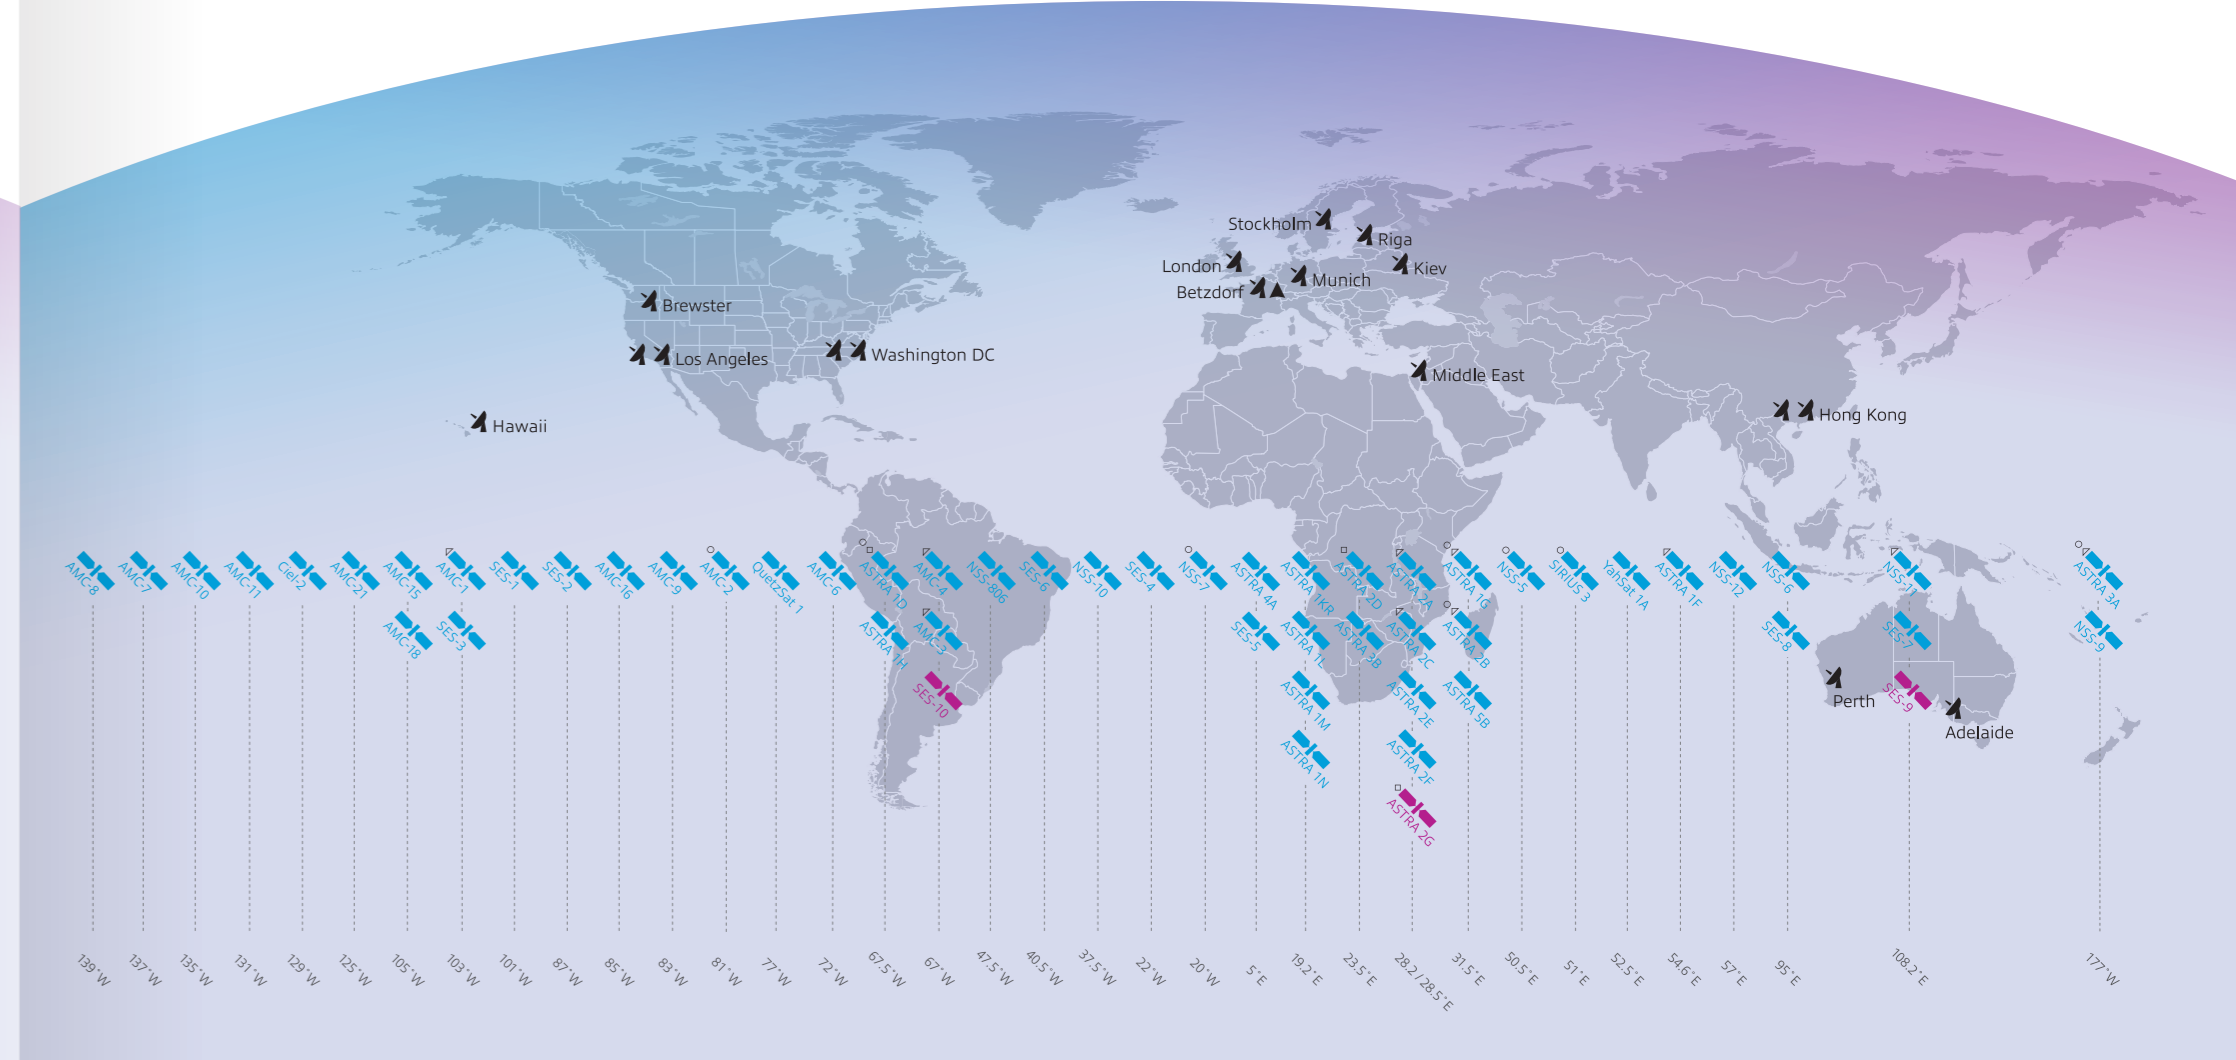 Stockholm
Riga
London
Kiev
Munich
Betzdorf
Brewster
Los Angeles
Washington DC
Middle East
Hong Kong
Hawaii
AMC-8
AMC-7
AMC-10
AMC-11
Ciel-2
AMC-21
AMC-15
AMC-1
SES-1
SES-2
AMC-16
AMC-9
AMC-2
QuetzSat 1
AMC-6
ASTRA 1D
AMC-4
NSS-806
SES-6
NSS-10
SES-4
NSS-7
ASTRA 4A
ASTRA 1KR
ASTRA 2D
ASTRA 2A
ASTRA 1G
NSS-5
SIRIUS 3
YahSat 1A
ASTRA 1F
NSS-12
NSS-6
NSS-11
ASTRA 3A
AMC-18
SES-3
ASTRA 1H
AMC-3
SES-5
ASTRA 1L
ASTRA 3B
ASTRA 2C
ASTRA 2B
SES-8
SES-7
NSS-9
SES-10
ASTRA 1M
ASTRA 2E
ASTRA 5B
SES-9
Perth
Adelaide
ASTRA 1N
ASTRA 2F
ASTRA 2G
139°W
137°W
135°W
131°W
129°W
125°W
105°W
103°W
101°W
87°W
85°W
83°W
81°W
77°W
72°W
67.5°W
67°W
47.5°W
40.5°W
37.5°W
22°W
20°W
5°E
19.2°E
23.5°E
28.2/28.5°E
31.5°E
50.5°E
51°E
52.5°E
54.6°E
57°E
95°E
108.2°E
177°W